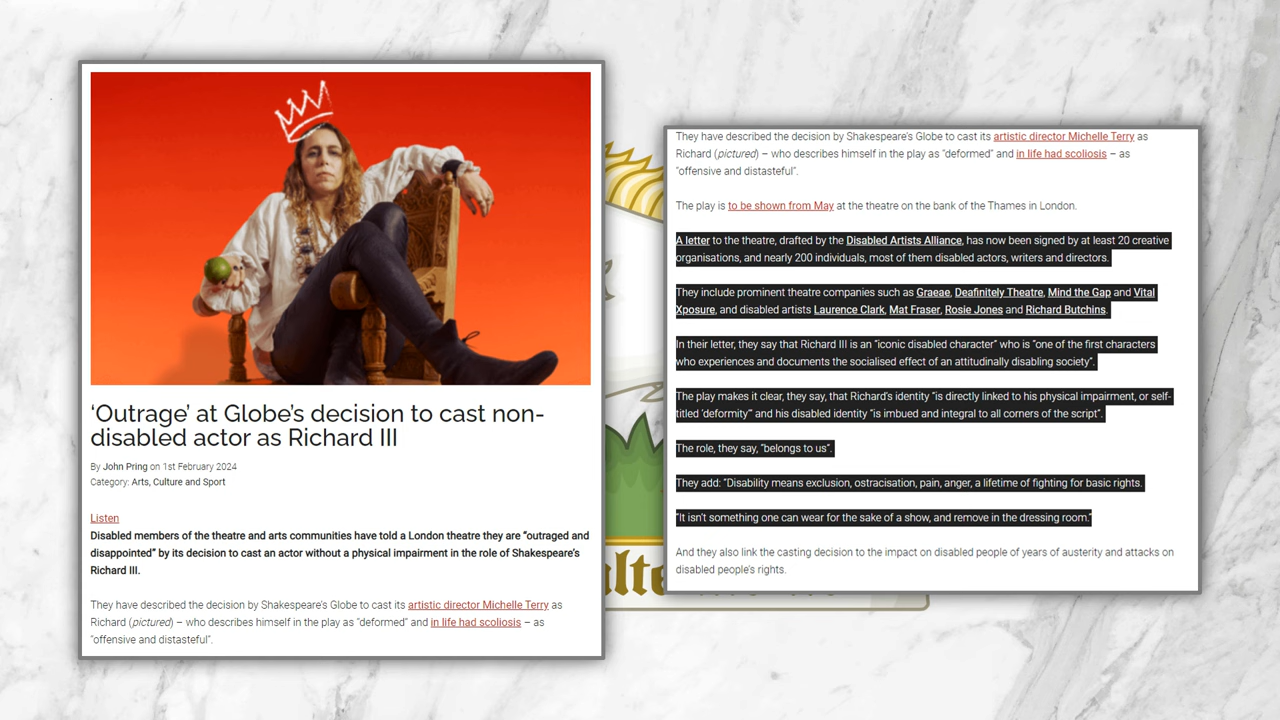 ‘Outrage’ at Globe’s decision to cast non-
disabled actor as Richard III
By John Pring on 1st February 2024
Category: Arts, Culture and Sport
Listen
Disabled members of the theatre and arts communities have told a London theatre they are “outraged and
disappointed” by its decision to cast an actor without a physical impairment in the role of Shakespeare’s
Richard III.
They have described the decision by Shakespeare’s Globe to cast its artistic director Michelle Terry as
Richard (pictured) – who describes himself in the play as “deformed” and in life had scoliosis – as
“offensive and distasteful”.
They have described the decision by Shakespeare’s Globe to cast its artistic director Michelle Terry as
Richard (pictured) – who describes himself in the play as “deformed” and in life had scoliosis – as
“offensive and distasteful”.
The play is to be shown from May at the theatre on the bank of the Thames in London.
A letter to the theatre, drafted by the Disabled Artists Alliance, has now been signed by at least 20 creative
organisations, and nearly 200 individuals, most of them disabled actors, writers and directors.
They include prominent theatre companies such as Graeae, Deafinitely Theatre, Mind the Gap and Vital
Xposure, and disabled artists Laurence Clark, Mat Fraser, Rosie Jones and Richard Butchins.
In their letter, they say that Richard III is an “iconic disabled character” who is “one of the first characters
who experiences and documents the socialised effect of an attitudinally disabling society”.
The play makes it clear, they say, that Richard’s identity “is directly linked to his physical impairment, or self-
titled ‘deformity’” and his disabled identity “is imbued and integral to all corners of the script”.
The role, they say, “belongs to us”.
They add: “Disability means exclusion, ostracisation, pain, anger, a lifetime of fighting for basic rights.
“It isn’t something one can wear for the sake of a show, and remove in the dressing room.”
And they also link the casting decision to the impact on disabled people of years of austerity and attacks on
disabled people’s rights.